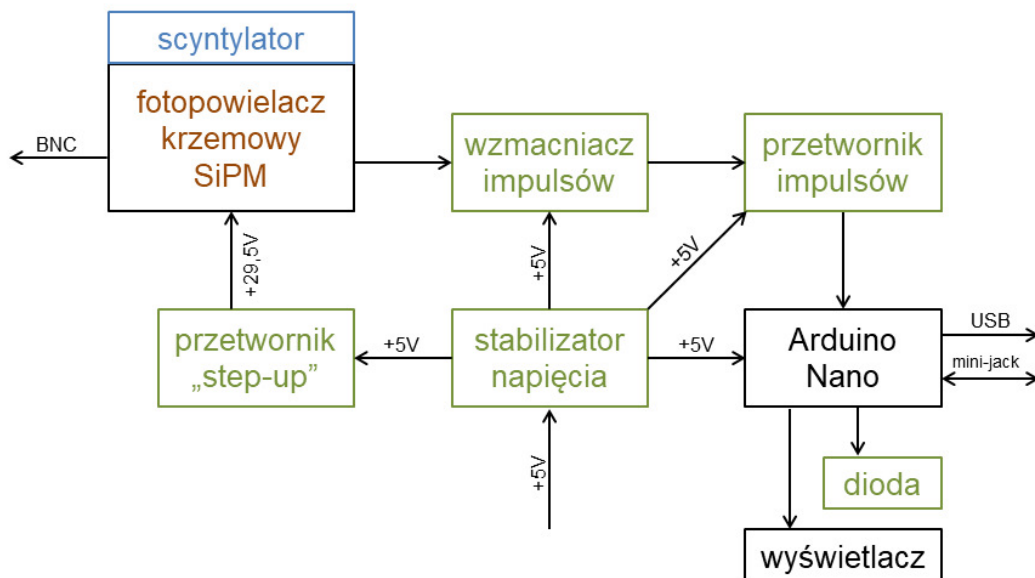 scyntylator
fotopowielacz
krzemowy
SiPM
BNC
wzmacniacz
impulsów
przetwornik
impulsów
+29,5V
+5V
+5V
przetwornik
„step-up”
+5V
stabilizator
napięcia
+5V
Arduino
Nano
USB
mini-jack
+5V
dioda
wyświetlacz